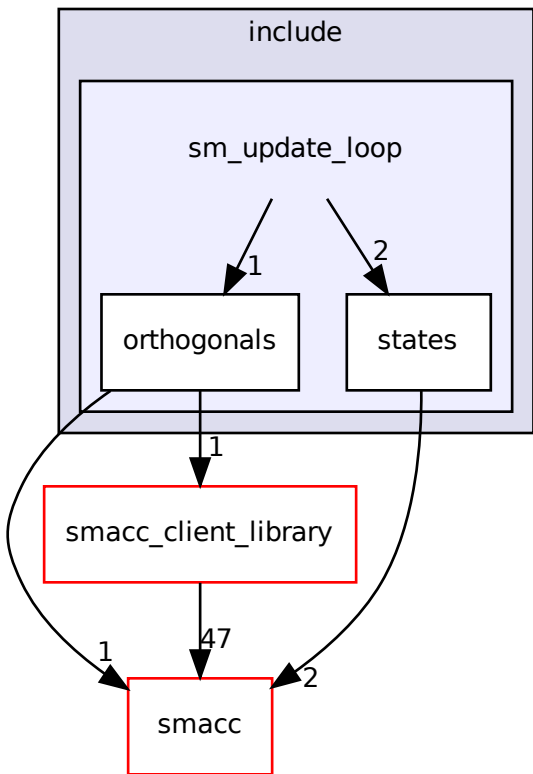 include
sm_update_loop
1
2
orthogonals
states
1
smacc_client_library
47
1
2
smacc